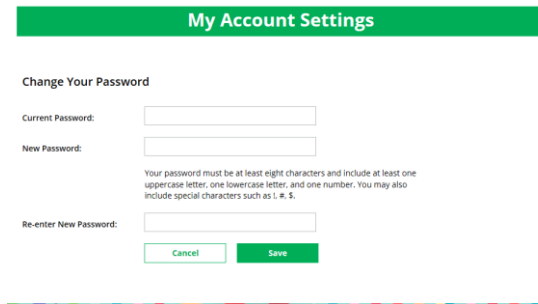 My Account Settings
Change Your Password
Current Password:
New Password:
Your password must be at least eight characters and include at least one
uppercase letter, one lowercase letter, and one number. You may also
include special characters such as !, #, $.
Re-enter New Password:
Cancel Save